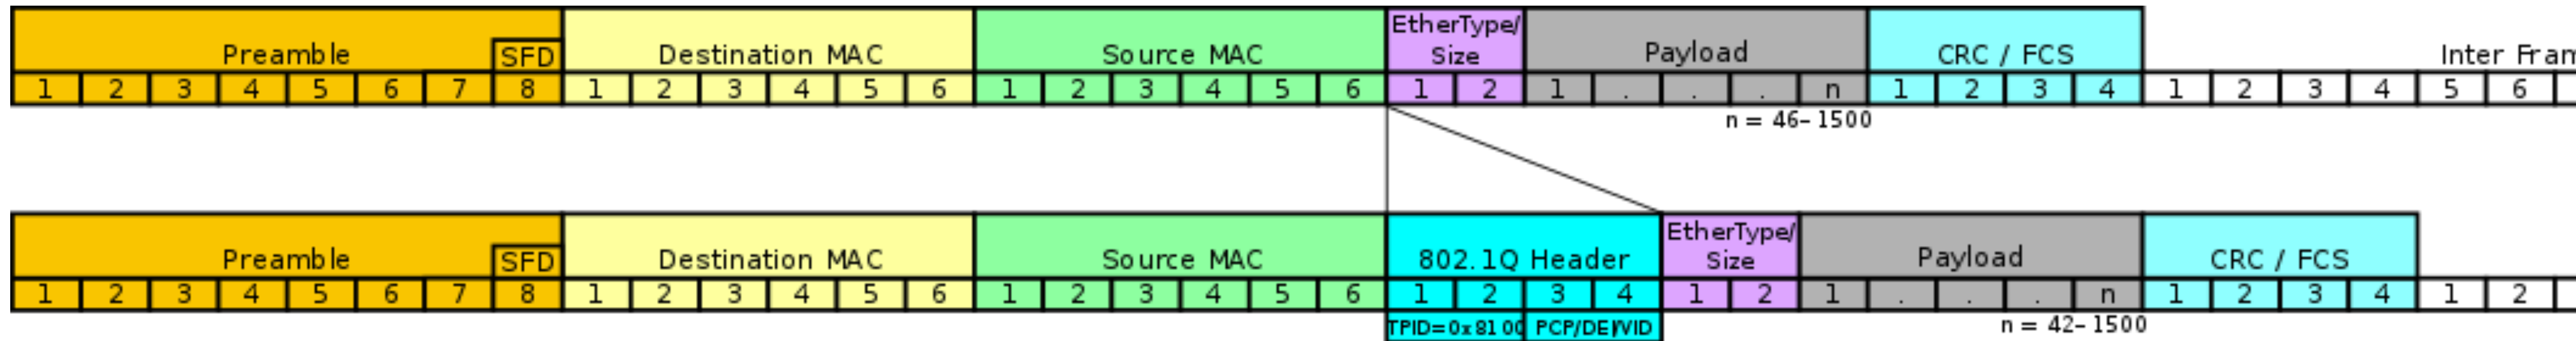 EtherType/
Preamble SFD Destination MAC Source MAC Size Payload CRC / FCS Inter
1 2 3 4 5 6 7 8 1 2 3 4 5 6 1 2 3 4 5 6 1 2 1 . . . n 1 2 3 4 1 2 3 4 5 6
n = 46-1500
EtherType/
Preamble SFD Destination MAC Source MAC 802.1Q Header Size Payload CRC / FCS
1 2 3 4 5 6 7 8 1 2 3 4 5 6 1 2 3 4 5 6 1 2 3 4 1 2 1 . . . n 1 2 3 4 1 2
TPID=0x8100 PCP/DEI/VID n = 42-1500